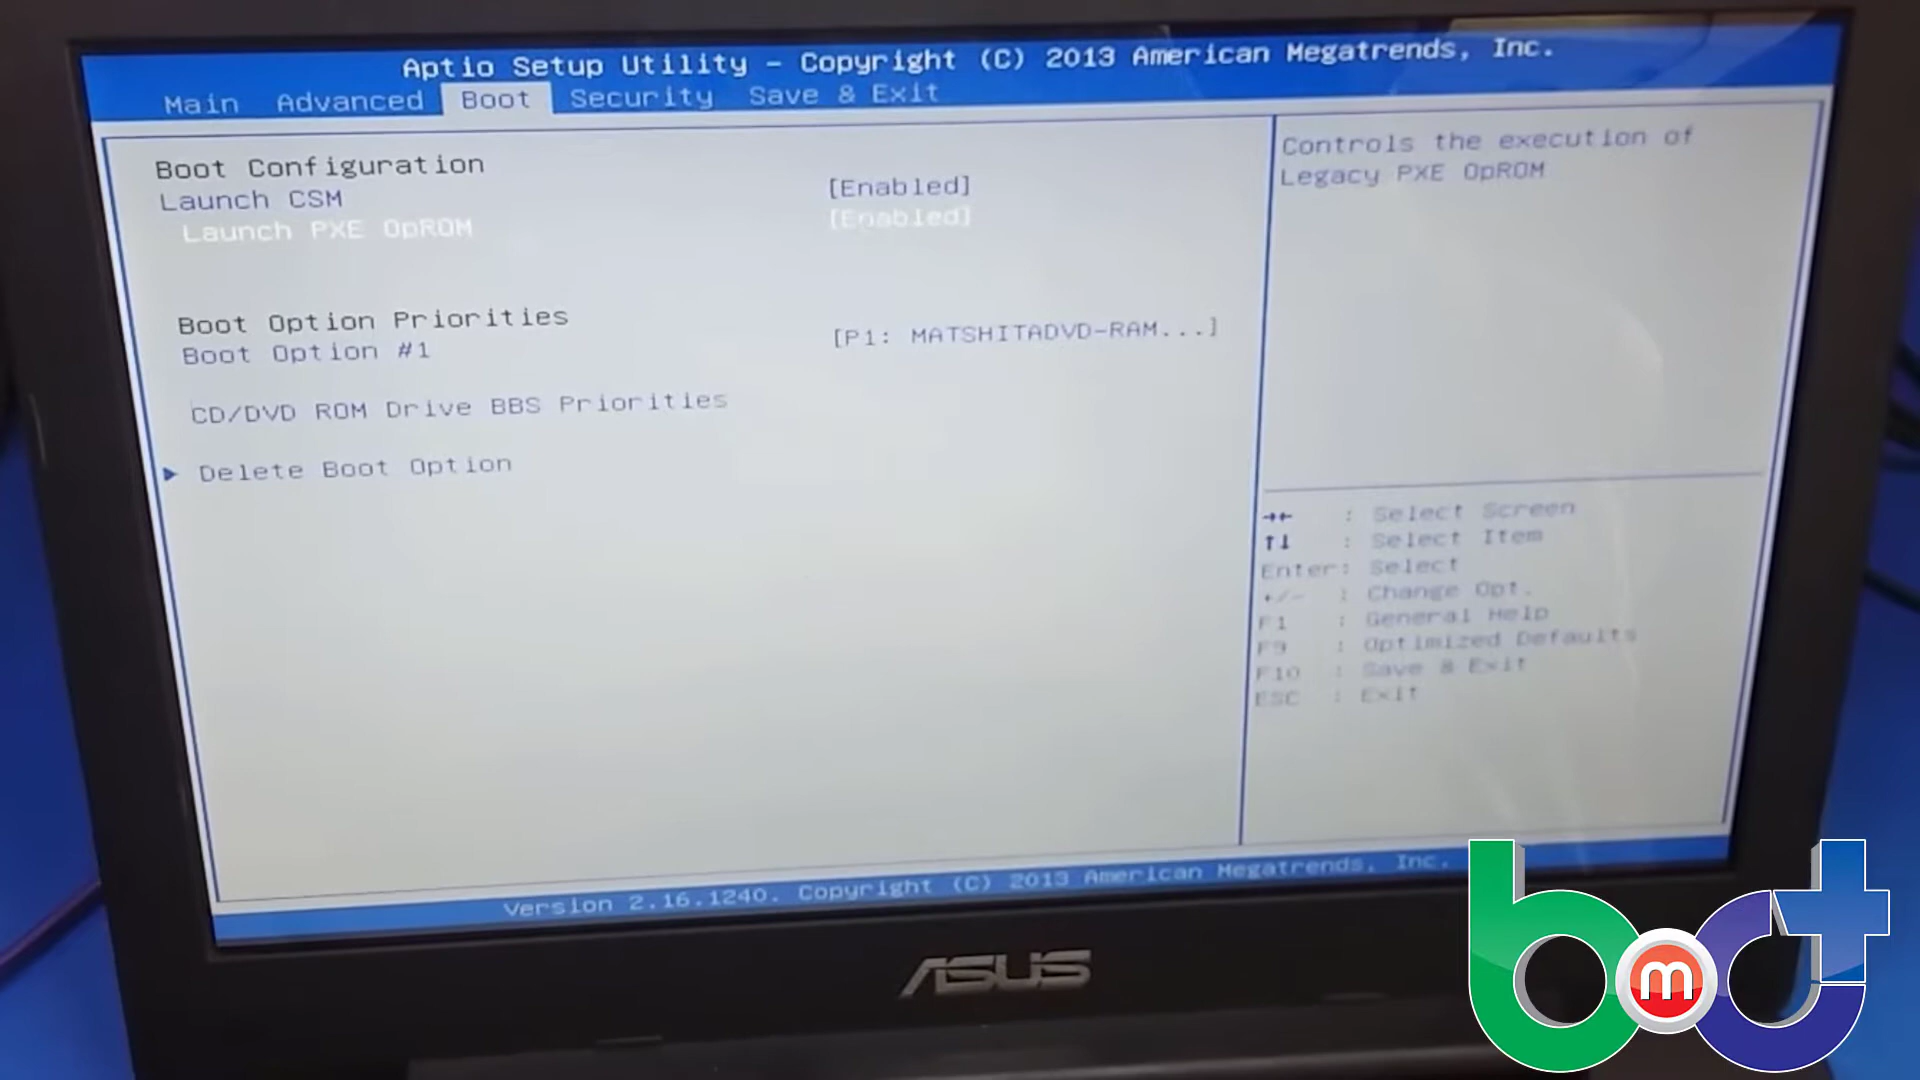 Aptio Setup Utility – Copyright (C) 2013 American Megatrends, Inc.
Main Advanced Boot Security Save & Exit
Boot Configuration
Launch CSM [Enabled]
Launch PXE OpROM [Enabled]
Boot Option Priorities
Boot Option #1 [P1: MATSHITADVD-RAM...]
CD/DVD ROM Drive BBS Priorities
Delete Boot Option
Controls the execution of
Legacy PXE OpROM
→← : Select Screen
↑↓ : Select Item
Enter: Select
+/- : Change Opt.
F1 : General Help
F9 : Optimized Defaults
F10 : Save & Exit
ESC : Exit
Version 2.16.1240. Copyright (C) 2013 American Megatrends, Inc.
ASUS
bmct